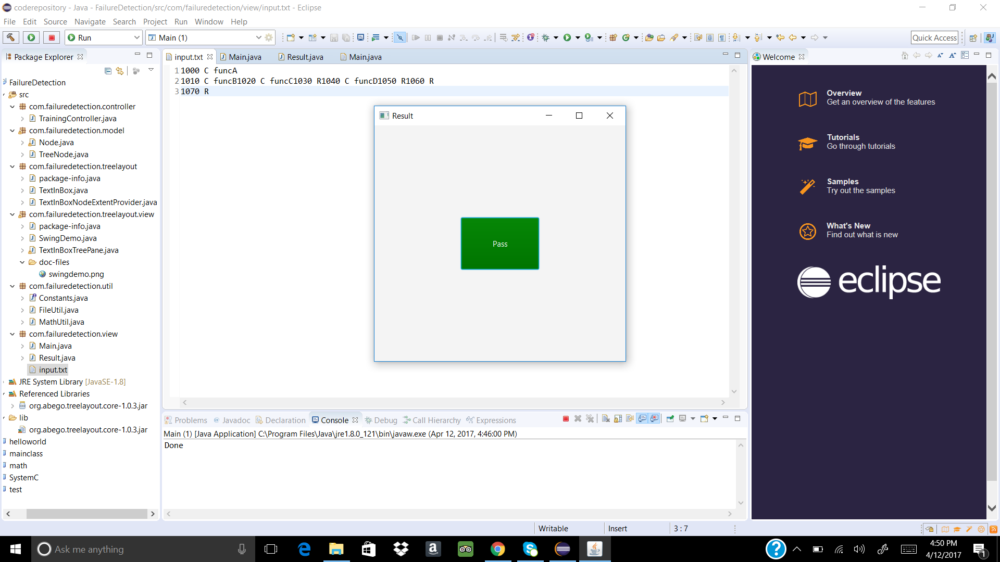 coderepository - Java - FailureDetection/src/com/failuredetection/view/input.txt - Eclipse
File Edit Source Navigate Search Project Run Window Help
Run
Main (1)
Quick Access
Package Explorer
FailureDetection
src
com.failuredetection.controller
TrainingController.java
com.failuredetection.model
Node.java
TreeNode.java
com.failuredetection.treelayout
package-info.java
TextInBox.java
TextInBoxNodeExtentProvider.java
com.failuredetection.treelayout.view
package-info.java
SwingDemo.java
TextInBoxTreePane.java
doc-files
swingdemo.png
com.failuredetection.util
Constants.java
FileUtil.java
MathUtil.java
com.failuredetection.view
Main.java
Result.java
input.txt
JRE System Library [JavaSE-1.8]
Referenced Libraries
org.abego.treelayout.core-1.0.3.jar
lib
org.abego.treelayout.core-1.0.3.jar
helloworld
mainclass
math
SystemC
test
input.txt Main.java Result.java Main.java
1 1000 C funcA
2 1010 C funcB1020 C funcC1030 R1040 C funcD1050 R1060 R
3 1070 R
Result
Pass
Problems Javadoc Declaration Console Debug Call Hierarchy Expressions
Main (1) [Java Application] C:\Program Files\Java\jre1.8.0_121\bin\javaw.exe (Apr 12, 2017, 4:46:00 PM)
Done
Welcome
Overview
Get an overview of the features
Tutorials
Go through tutorials
Samples
Try out the samples
What's New
Find out what is new
eclipse
Writable Insert 3 : 7
Ask me anything
4:50 PM
4/12/2017
1